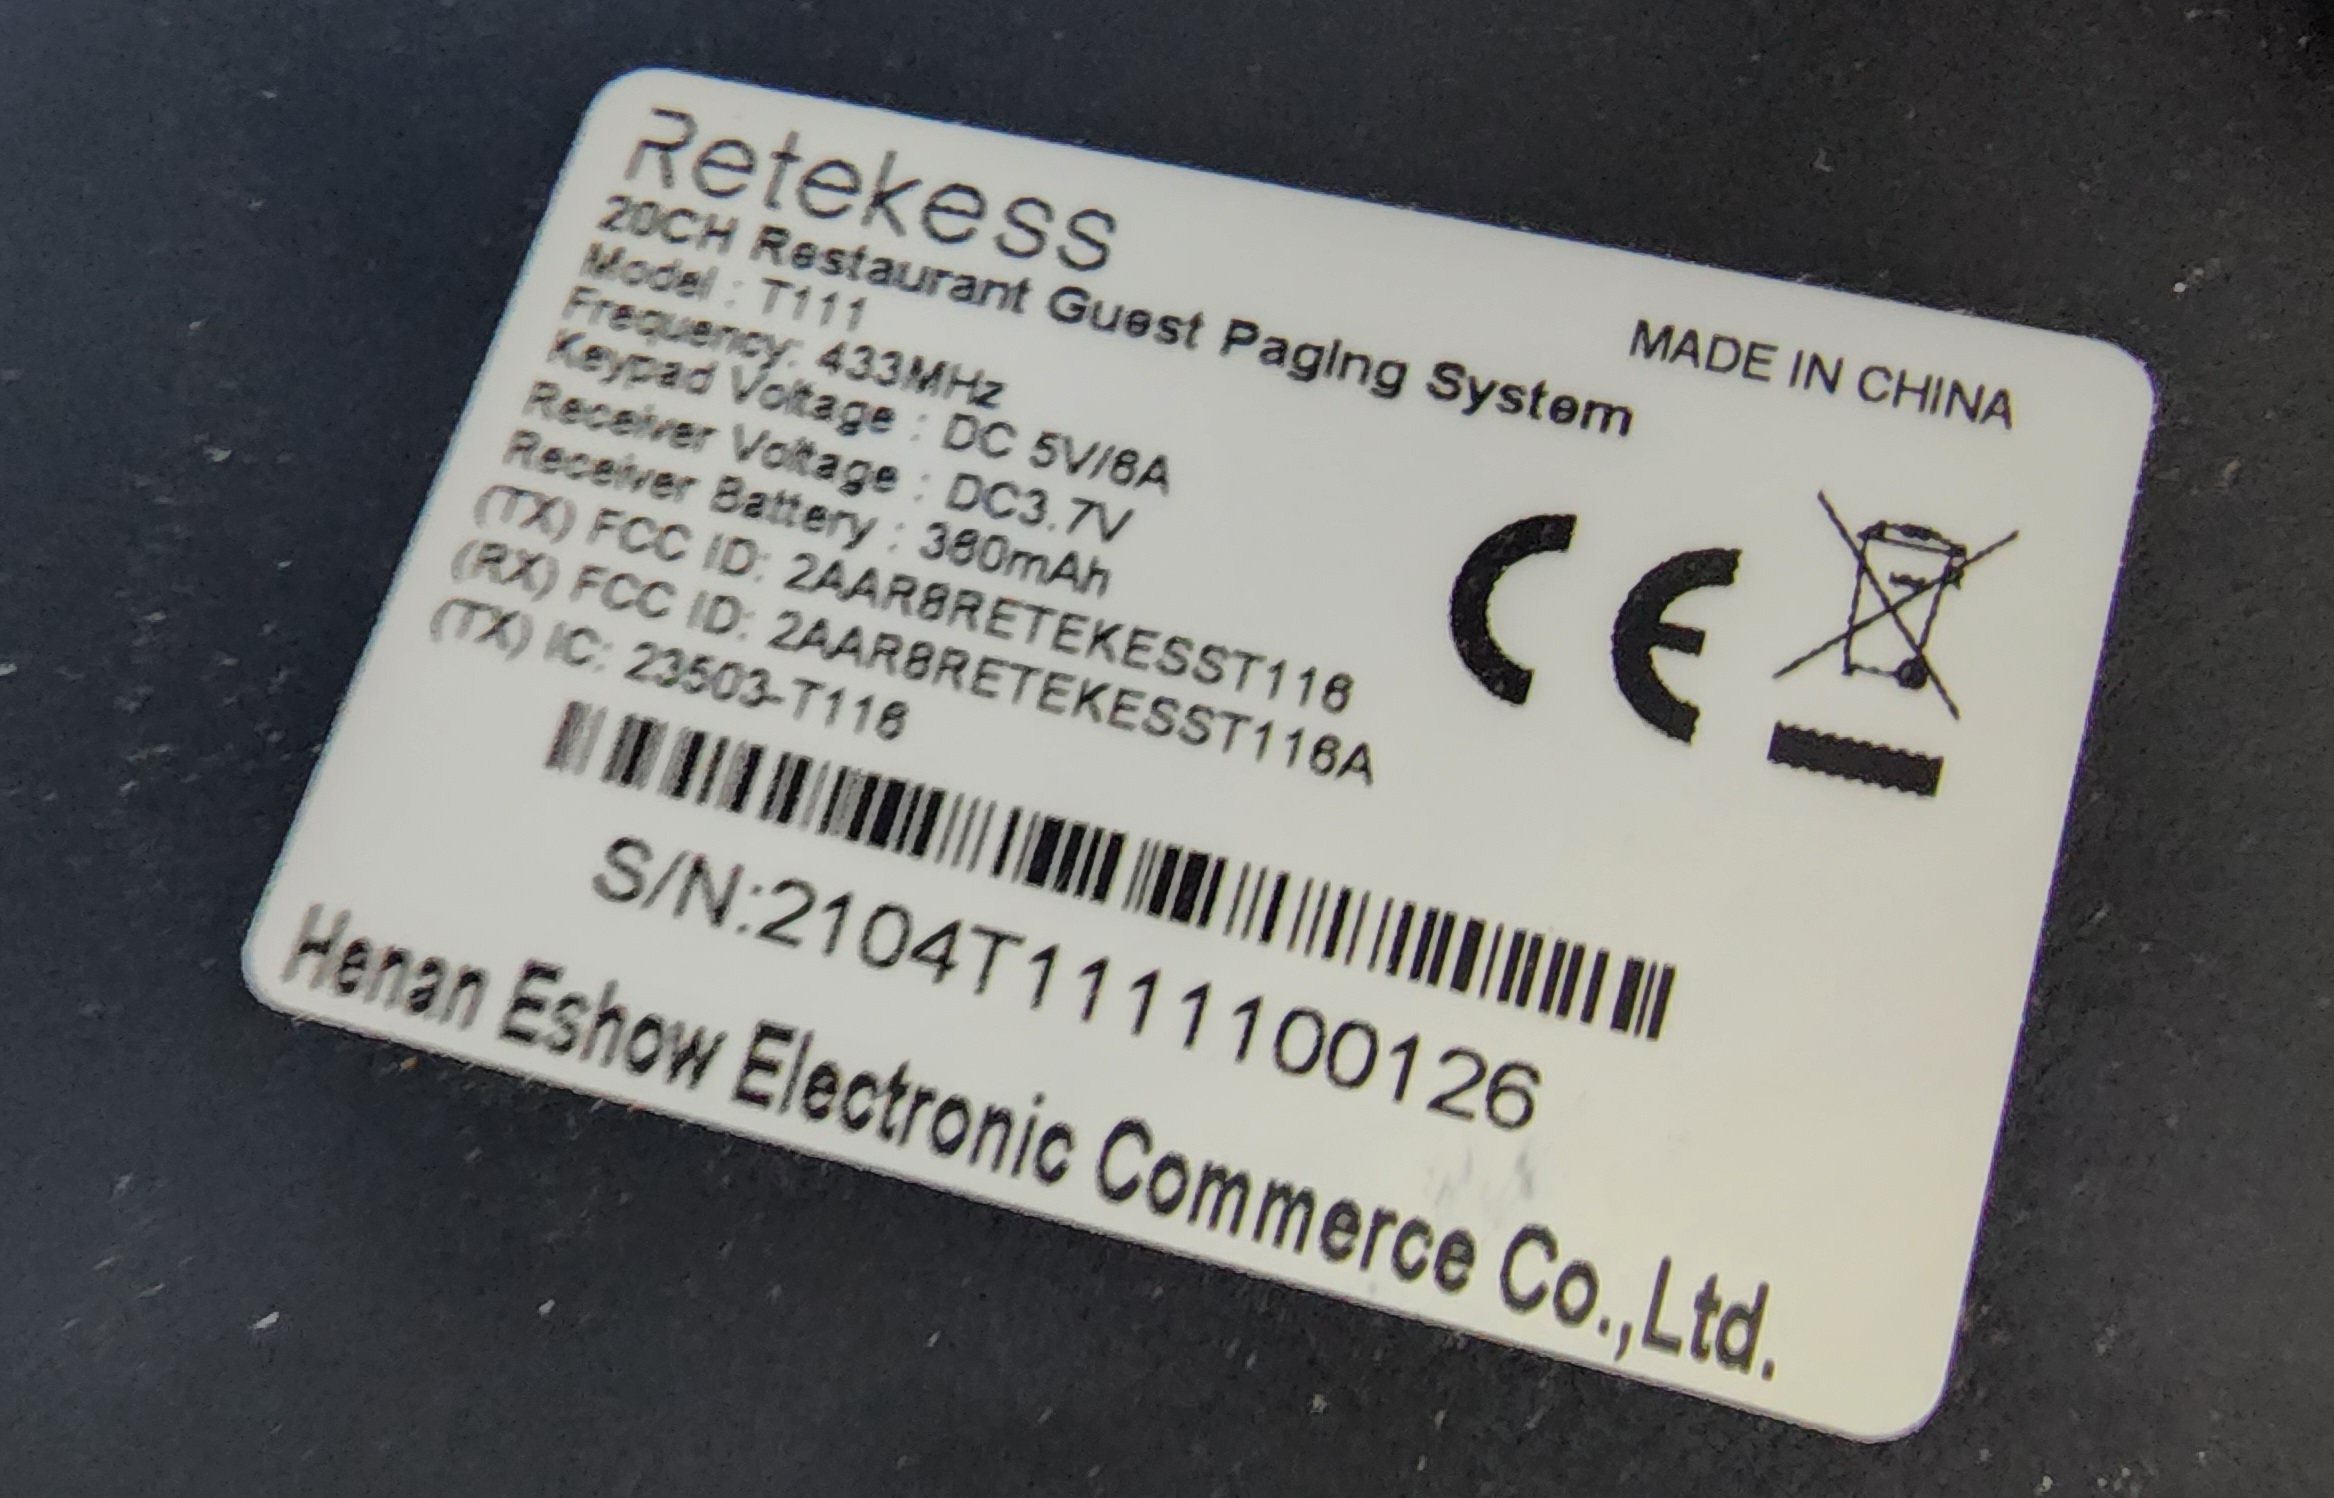 Retekess
20CH Restaurant Guest Paging System
MADE IN CHINA
Model : T111
Frequency: 433MHz
Keypad Voltage : DC 5V/6A
Receiver Voltage : DC3.7V
Receiver Battery : 380mAh
(TX) FCC ID: 2AAR8RETEKESST116
(RX) FCC ID: 2AAR8RETEKESST116A
(TX) IC: 23503-T116
CE
S/N:2104T1111100126
Henan Eshow Electronic Commerce Co.,Ltd.